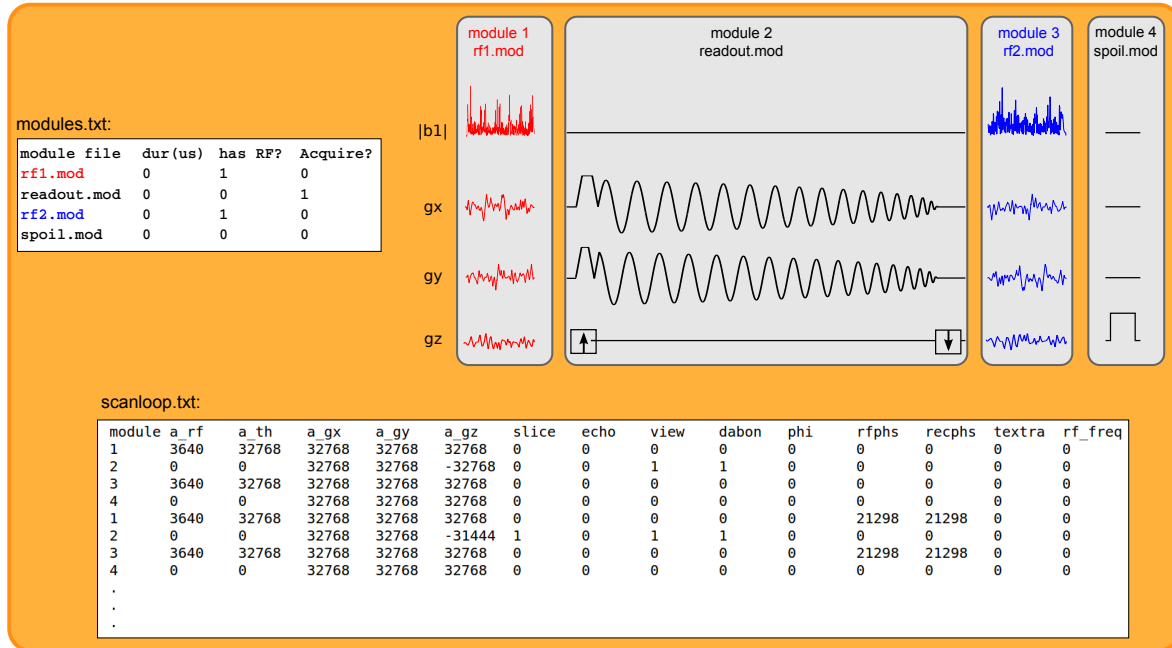 module 1
rf1.mod
module 2
readout.mod
module 3
rf2.mod
module 4
spoil.mod
modules.txt:
module file dur(us) has RF? Acquire?
rf1.mod 0 1 0
readout.mod 0 0 1
rf2.mod 0 1 0
spoil.mod 0 0 0
|b1|
gx
gy
gz
scanloop.txt:
module a_rf a_th a_gx a_gy a_gz slice echo view dabon phi rfphs recphs textra rf_freq
1 3640 32768 32768 32768 32768 0 0 0 0 0 0 0 0 0
2 0 0 32768 32768 -32768 0 0 1 1 0 0 0 0 0
3 3640 32768 32768 32768 32768 0 0 0 0 0 0 0 0 0
4 0 0 32768 32768 32768 0 0 0 0 0 0 0 0 0
1 3640 32768 32768 32768 32768 0 0 0 0 0 21298 21298 0 0
2 0 0 32768 32768 -31444 1 0 1 1 0 0 0 0 0
3 3640 32768 32768 32768 32768 0 0 0 0 0 21298 21298 0 0
4 0 0 32768 32768 32768 0 0 0 0 0 0 0 0 0
.
.
.